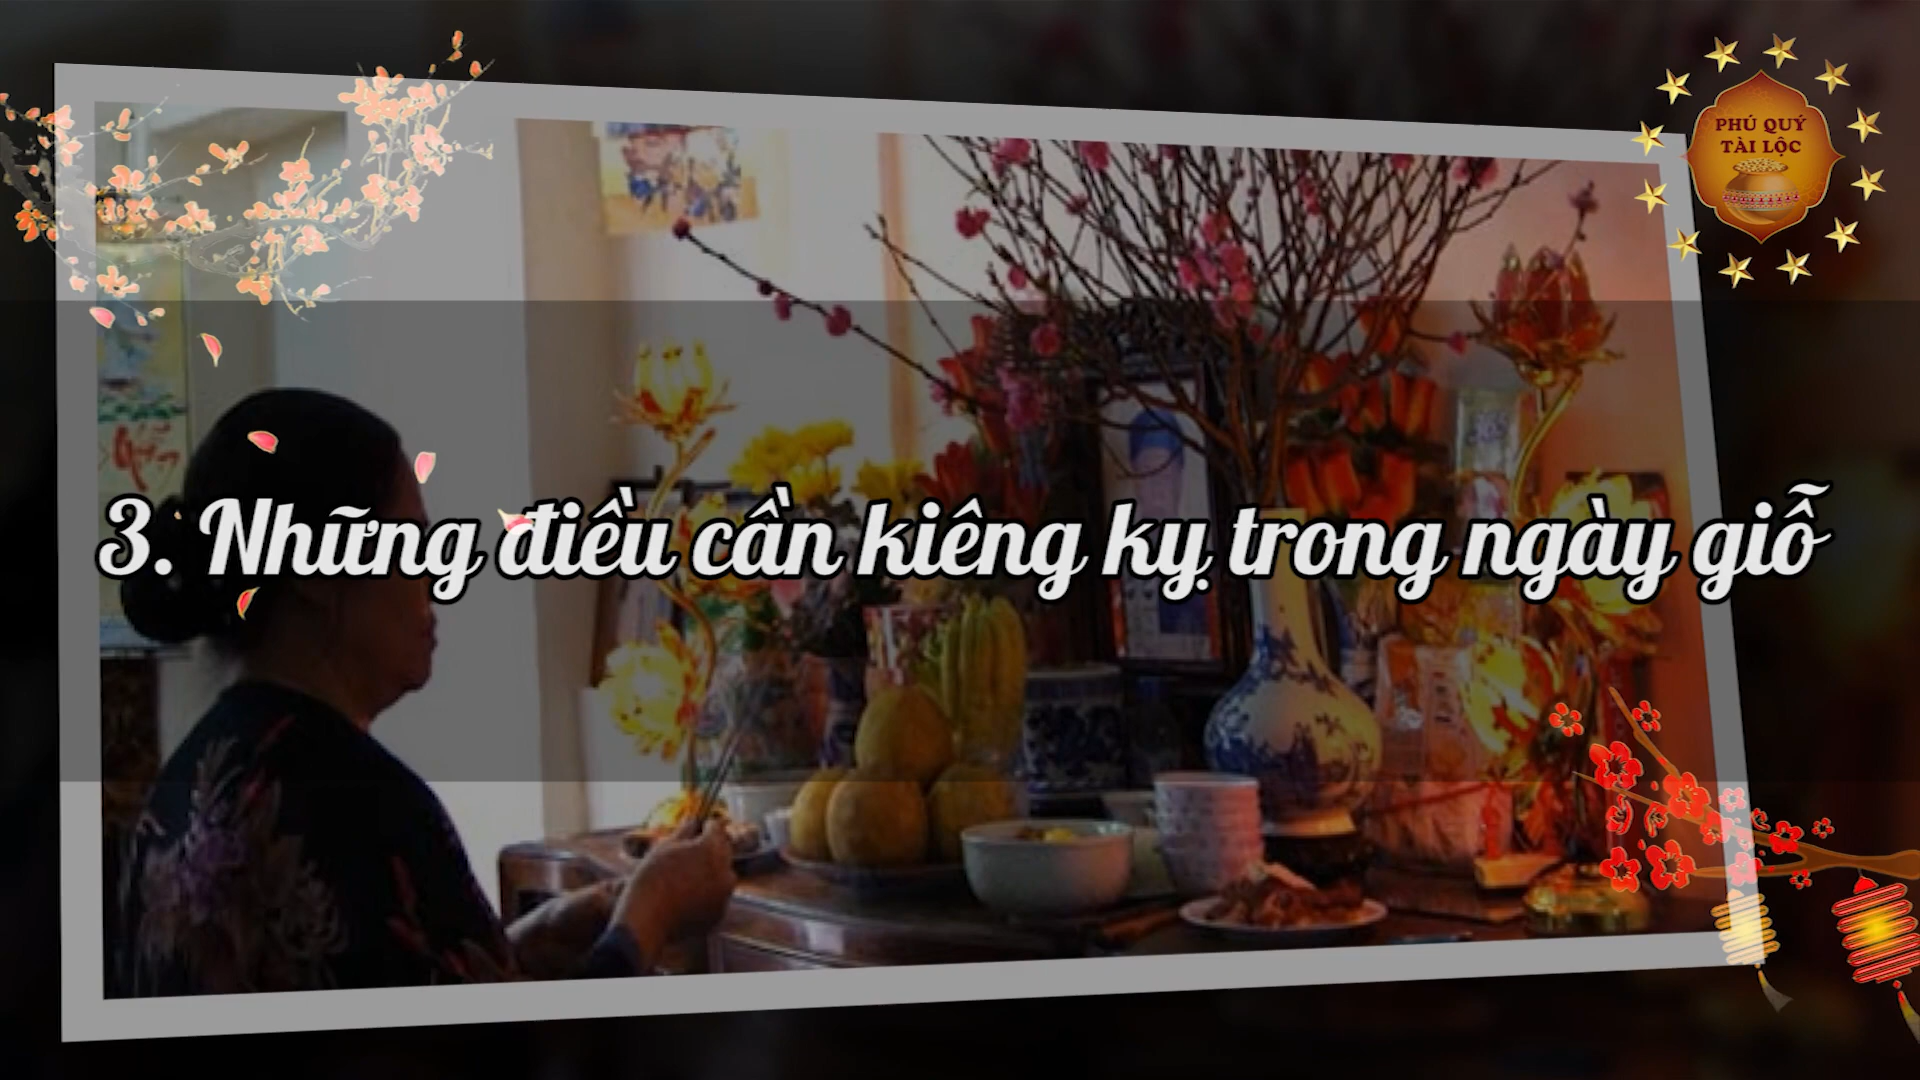 PHÚ QUÝ
TÀI LỘC
3. Những điều cần kiêng kỵ trong ngày giỗ